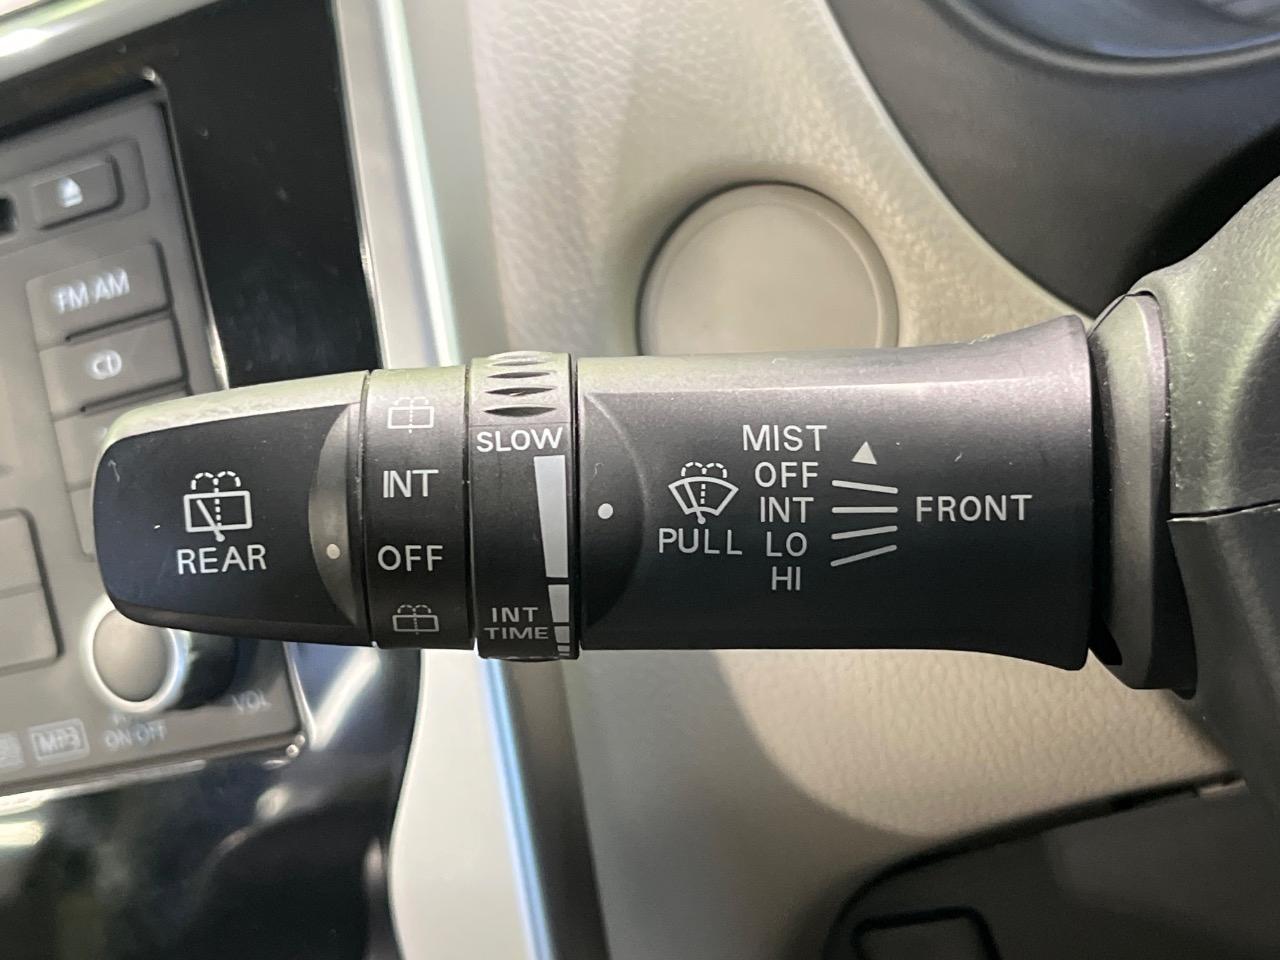 FM AM
CD
REAR
INT
OFF
SLOW
INT
TIME
PULL
MIST
OFF
INT
LO
HI
FRONT
VOL
ON·OFF
MP3